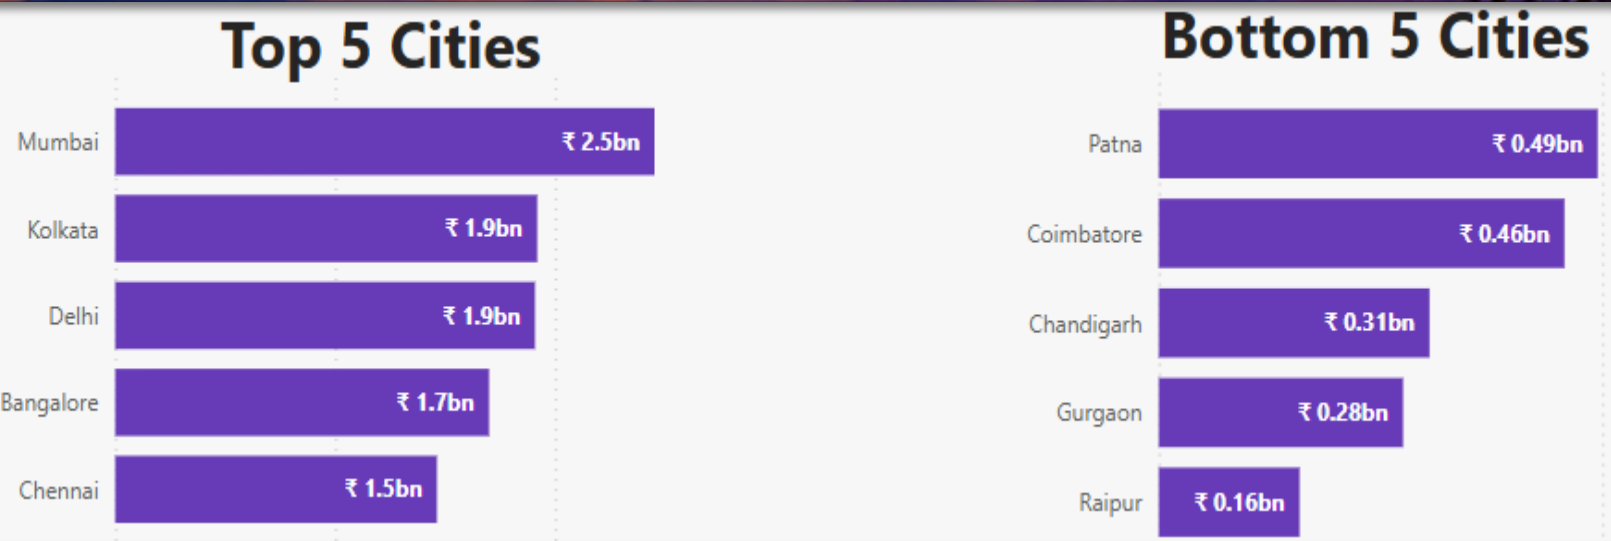 Top 5 Cities
Mumbai ₹ 2.5bn
Kolkata ₹ 1.9bn
Delhi ₹ 1.9bn
Bangalore ₹ 1.7bn
Chennai ₹ 1.5bn
Bottom 5 Cities
Patna ₹ 0.49bn
Coimbatore ₹ 0.46bn
Chandigarh ₹ 0.31bn
Gurgaon ₹ 0.28bn
Raipur ₹ 0.16bn